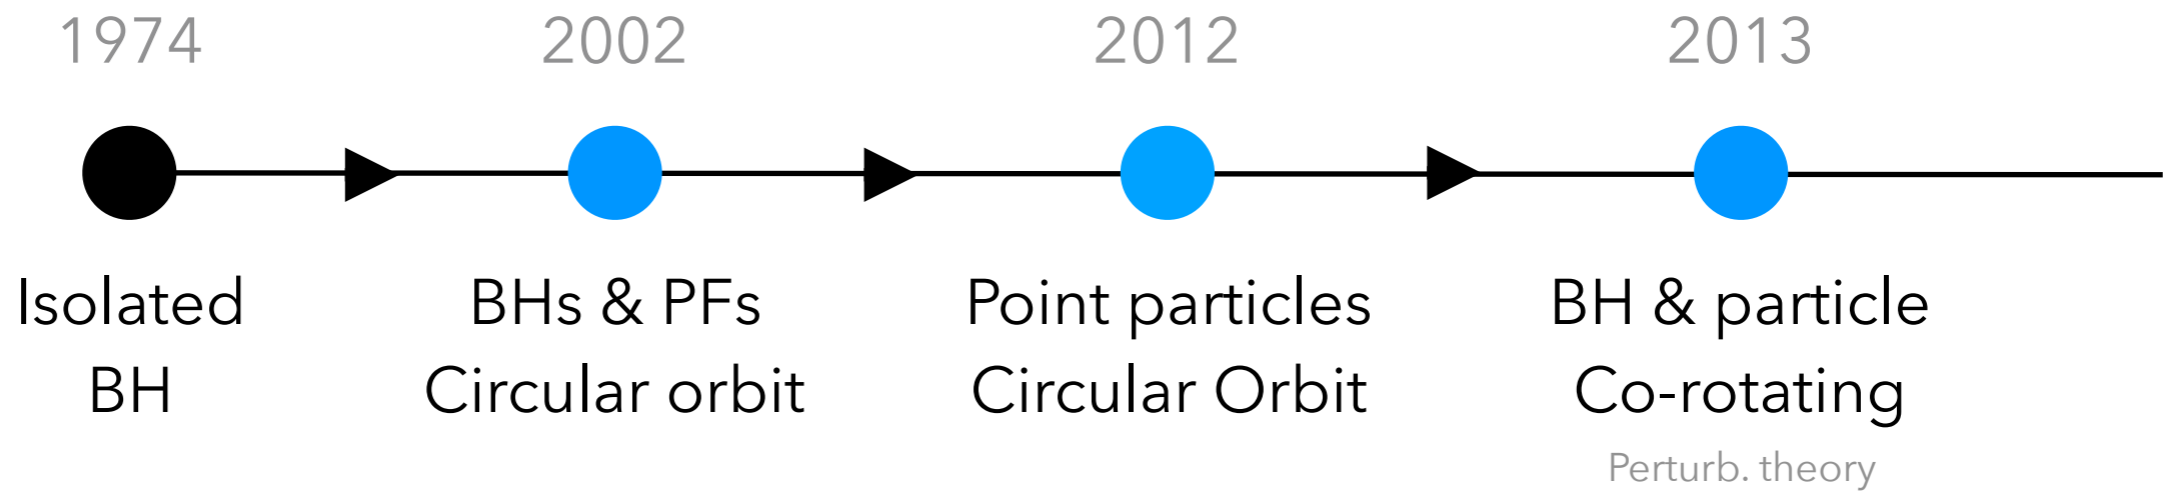 1974 2002 2012 2013
Isolated BHs & PFs Point particles BH & particle
BH Circular orbit Circular Orbit Co-rotating
Perturb. theory